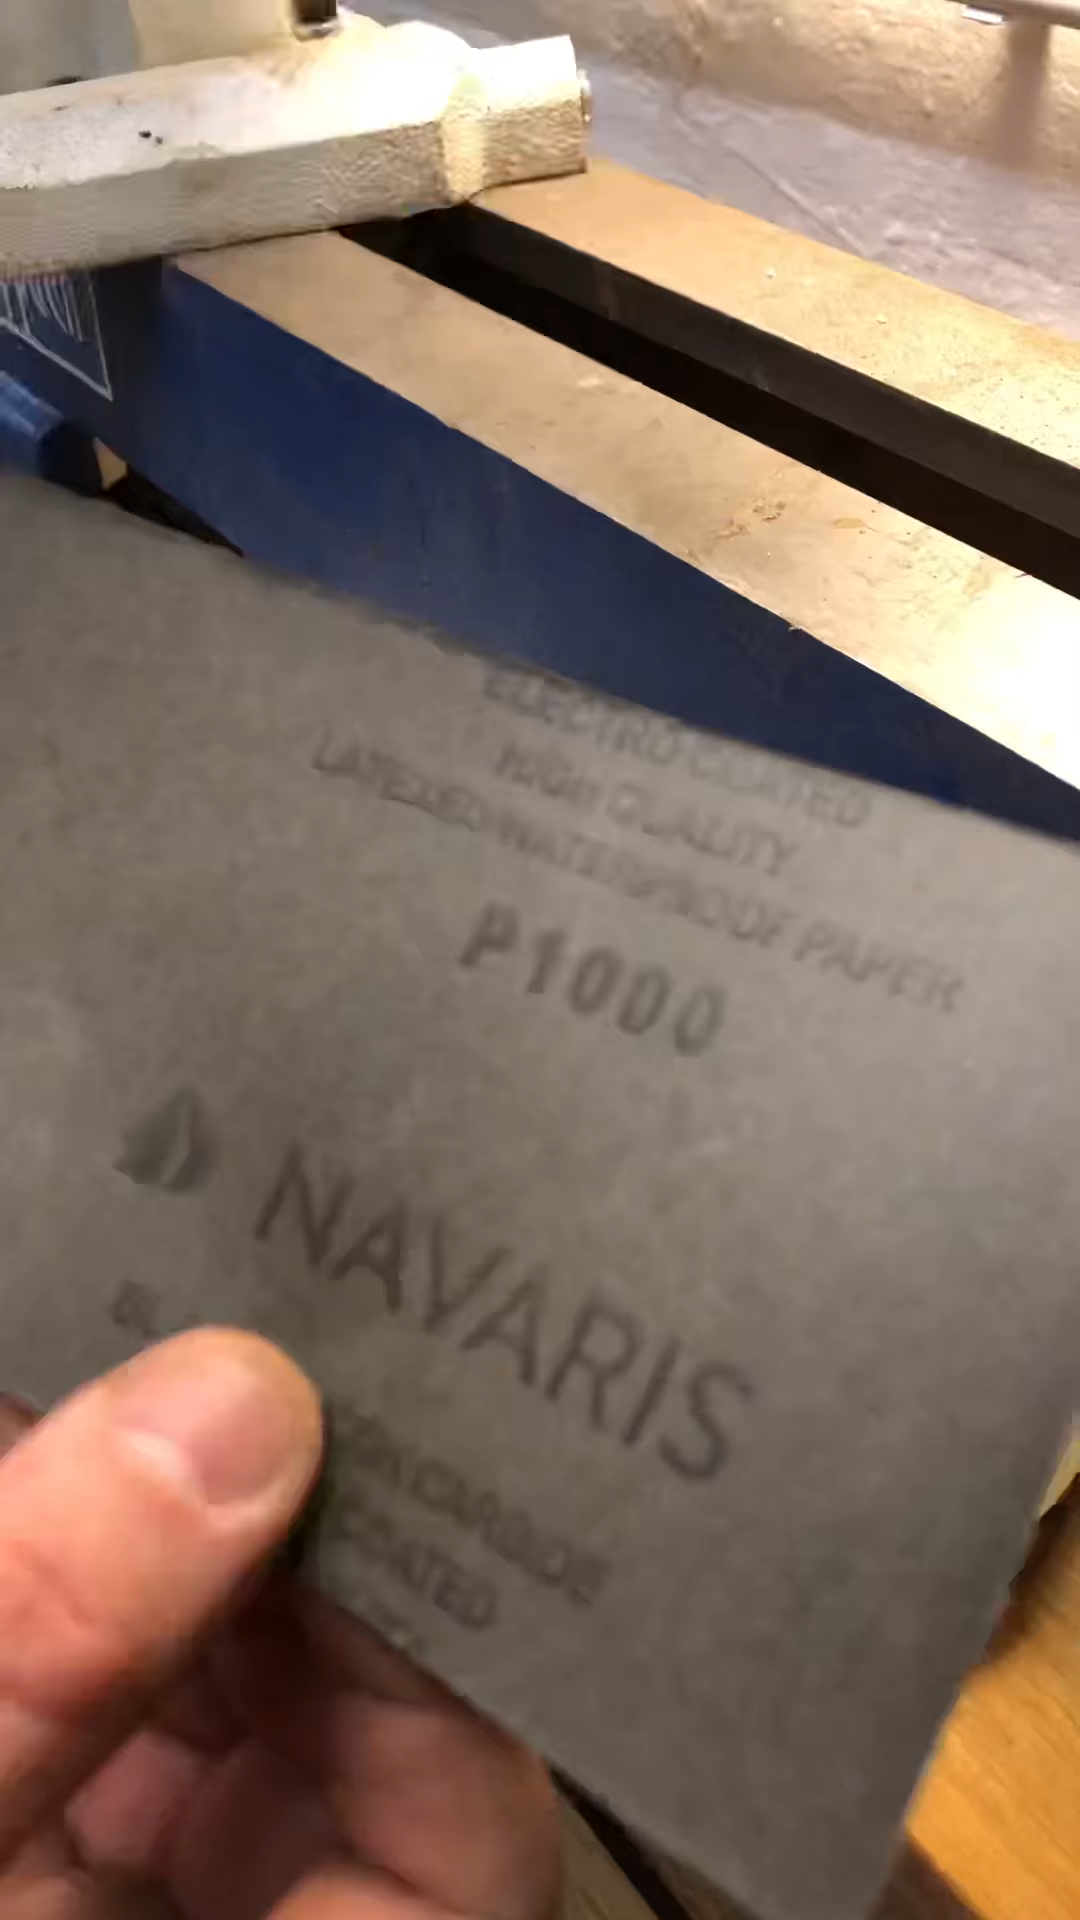 ELECTRO COATED
HIGH QUALITY
LATEXED WATERPROOF PAPER
P1000
NAVARIS
CARBIDE
COATED